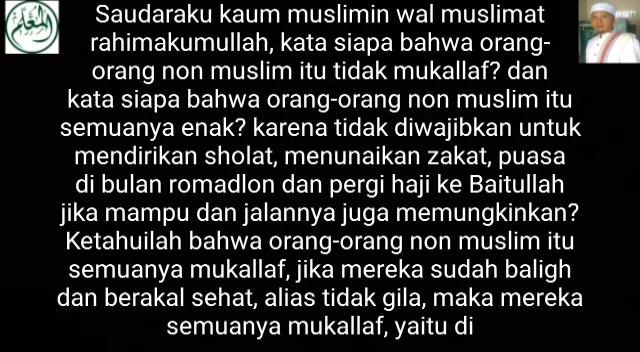 Saudaraku kaum muslimin wal muslimat
rahimakumullah, kata siapa bahwa orang-
orang non muslim itu tidak mukallaf? dan
kata siapa bahwa orang-orang non muslim itu
semuanya enak? karena tidak diwajibkan untuk
mendirikan sholat, menunaikan zakat, puasa
di bulan romadlon dan pergi haji ke Baitullah
jika mampu dan jalannya juga memungkinkan?
Ketahuilah bahwa orang-orang non muslim itu
semuanya mukallaf, jika mereka sudah baligh
dan berakal sehat, alias tidak gila, maka mereka
semuanya mukallaf, yaitu di